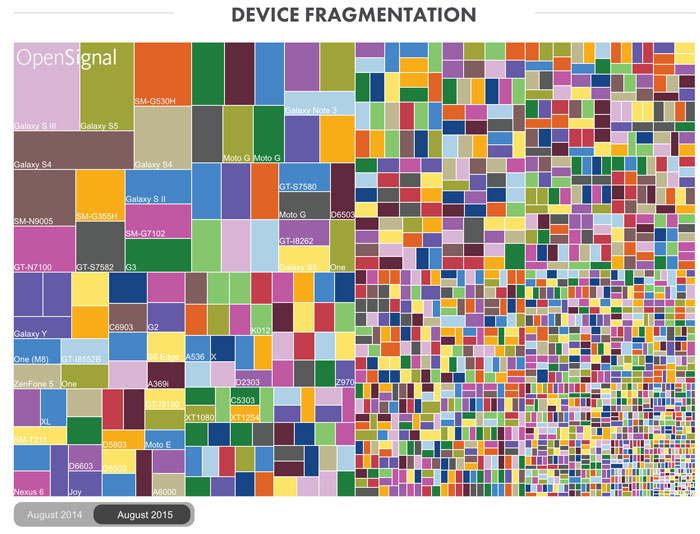 DEVICE FRAGMENTATION
OpenSignal
Galaxy S III
Galaxy S5
SM-G530H
Galaxy Note 3
Galaxy S4
Galaxy S4
Moto G
Moto G
SM-N9005
SM-G355H
Galaxy S II
SM-G7102
GT-S7580
Moto G
D6503
GT-I8262
GT-N7100
GT-S7582
G3
Galaxy S5
One
Galaxy Y
C6903
G2
K012
One (M8)
GT-I8552B
S6 Edge
A536
X
ZenFone 5
One
A369i
D2303
Z970
XL
GT-I9190
C5303
XT1080
XT1254
SM-T211
D5803
Moto E
D6603
D5503
Nexus 6
Joy
A6000
August 2014
August 2015